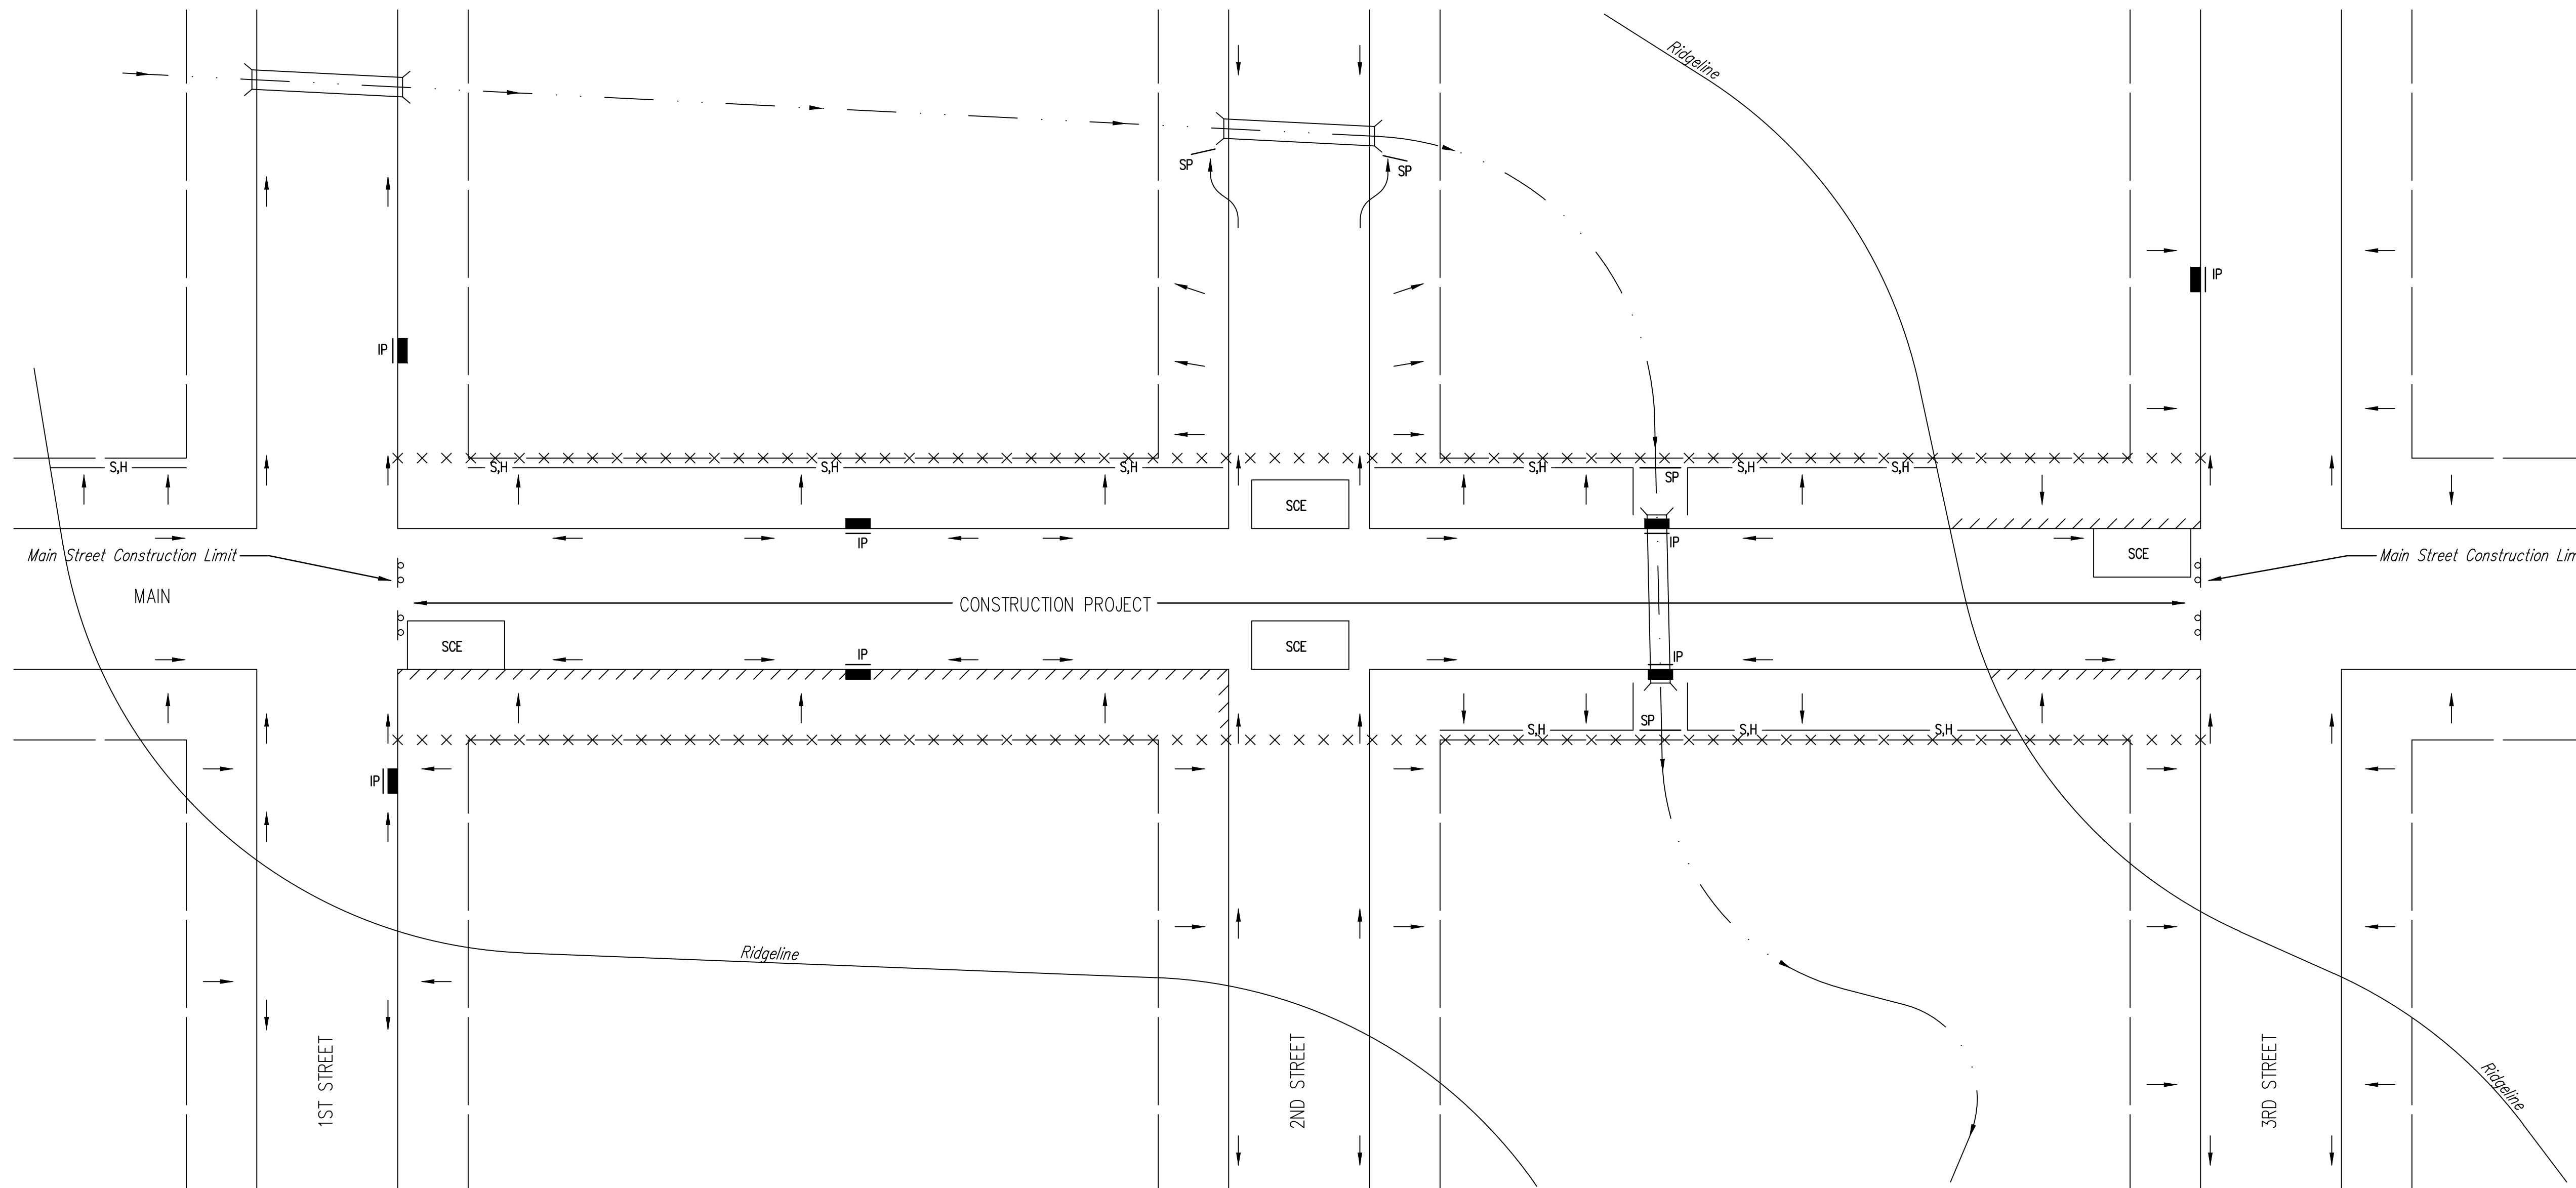 Ridgeline
SP
SP
IP
IP
S,H
S,H
S,H
S,H
S,H
S,H
S,H
SP
SCE
IP
IP
Main Street Construction Limit
SCE
Main Street Construction Lim
MAIN
CONSTRUCTION PROJECT
SCE
SCE
IP
IP
SP
S,H
S,H
S,H
IP
Ridgeline
1ST STREET
2ND STREET
3RD STREET
Ridgeline